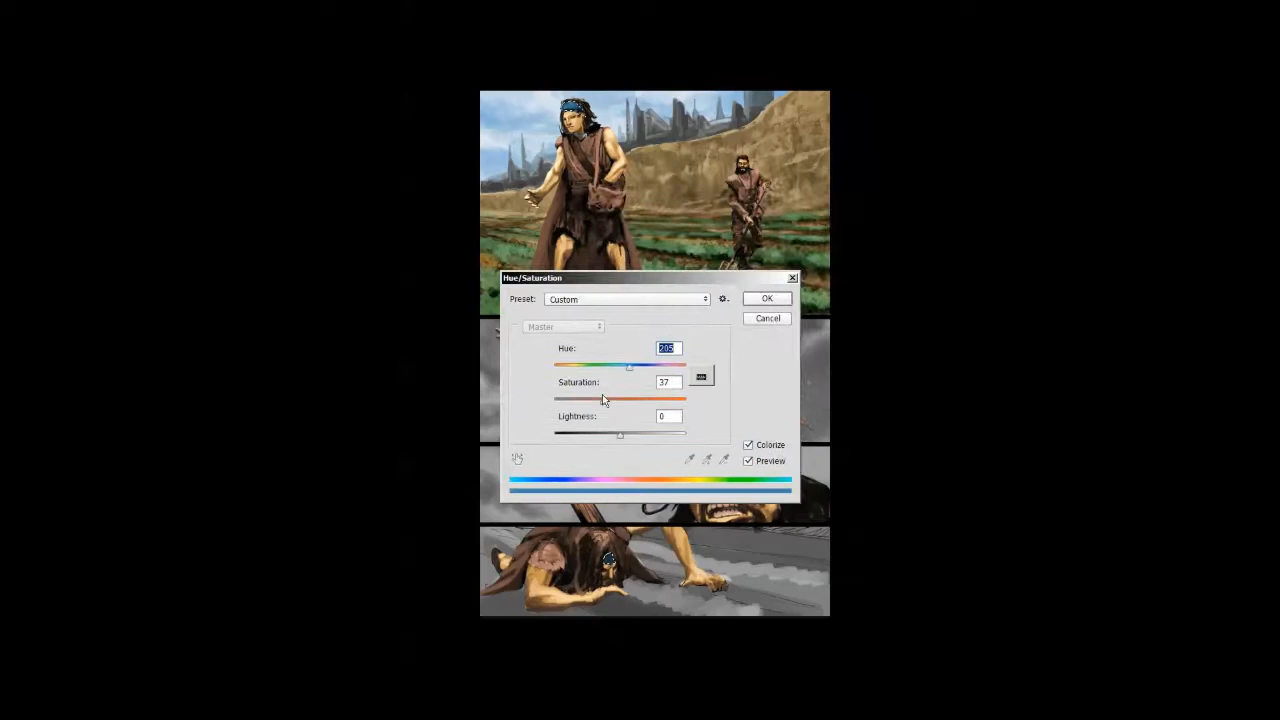 Hue/Saturation
Preset: Custom OK
Cancel
Master
Hue: 205
Saturation: 37
Lightness: 0
Colorize
Preview